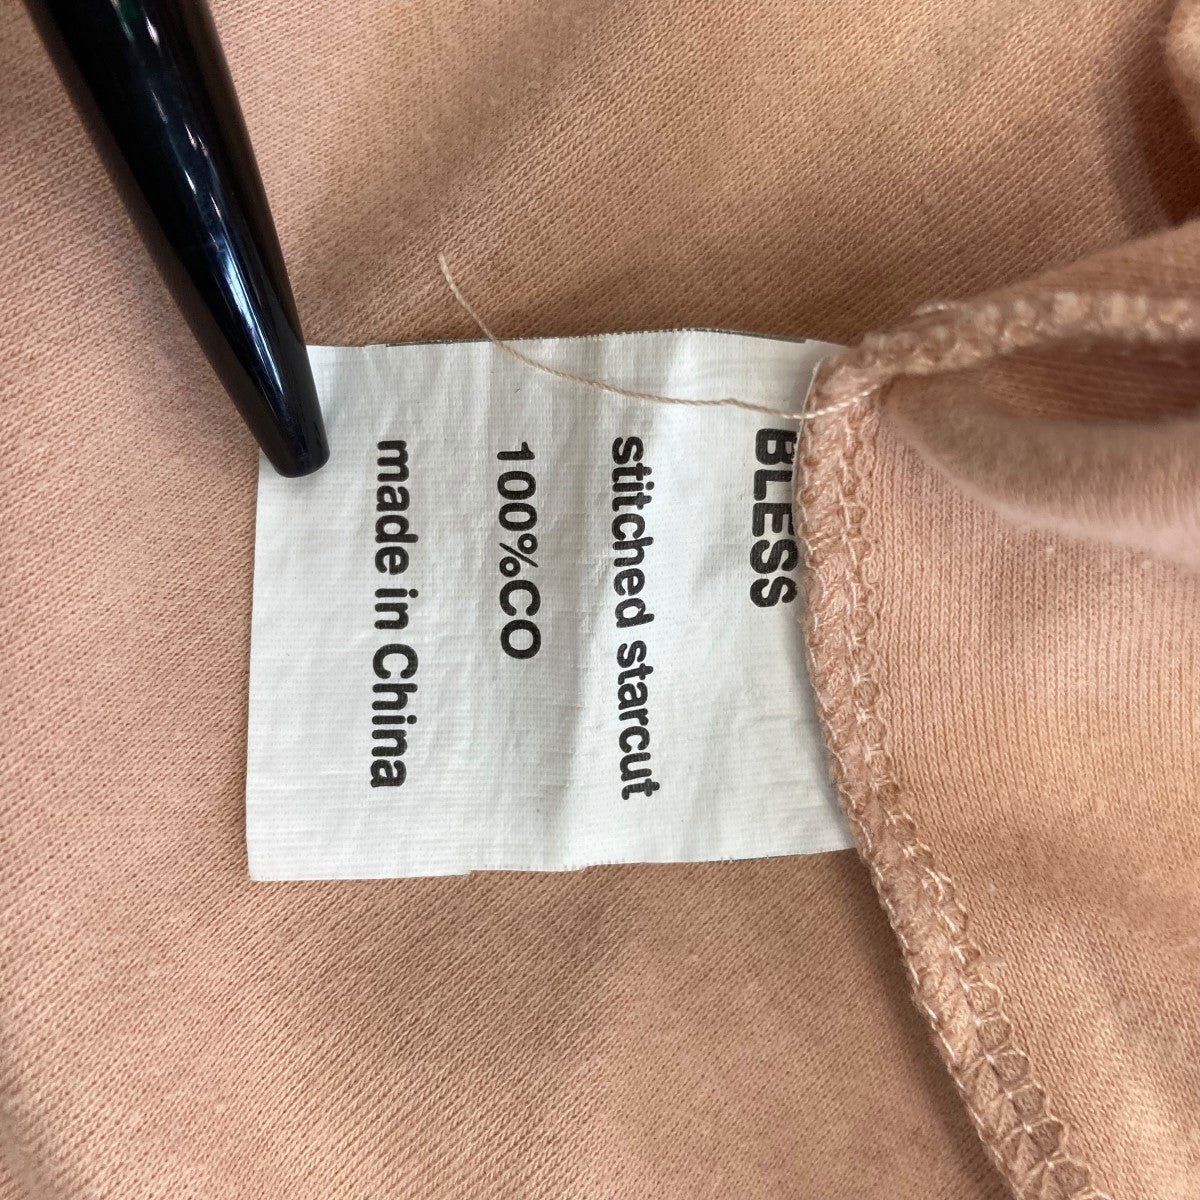 BLESS
stitched starcut
100%CO
made in China